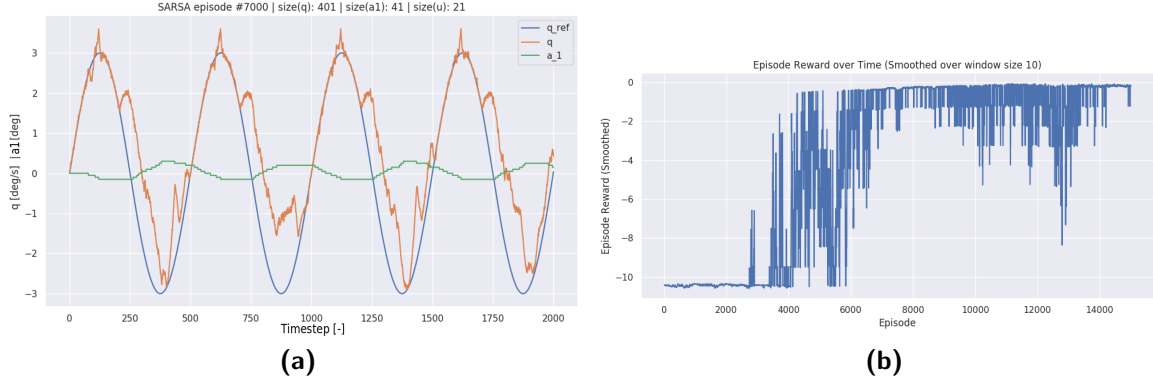 SARSA episode #7000 | size(q): 401 | size(a1): 41 | size(u): 21
q_ref
q
a_1
3
2
1
0
−1
−2
−3
q [deg/s] | a1[deg]
0
250
500
750
1000
1250
1500
1750
2000
Timestep [-]
(a)
Episode Reward over Time (Smoothed over window size 10)
0
−2
−4
−6
−8
−10
Episode Reward (Smoothed)
0
2000
4000
6000
8000
10000
12000
14000
Episode
(b)